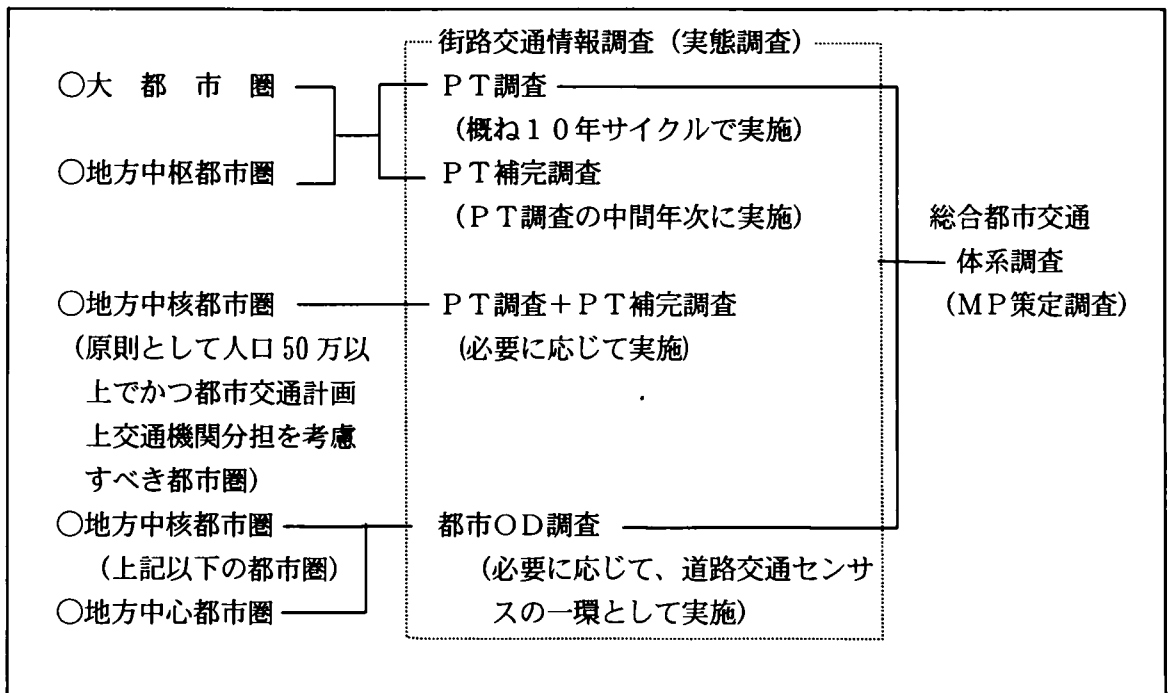 街路交通情報調査（実態調査）
○大都市圏
ＰＴ調査
（概ね１０年サイクルで実施）
○地方中枢都市圏
ＰＴ補完調査
（ＰＴ調査の中間年次に実施）
総合都市交通
体系調査
（ＭＰ策定調査）
○地方中核都市圏
ＰＴ調査＋ＰＴ補完調査
（原則として人口50万以
（必要に応じて実施）
上でかつ都市交通計画
上交通機関分担を考慮
すべき都市圏）
○地方中核都市圏
都市ＯＤ調査
（上記以下の都市圏）
（必要に応じて、道路交通センサ
○地方中心都市圏
スの一環として実施）